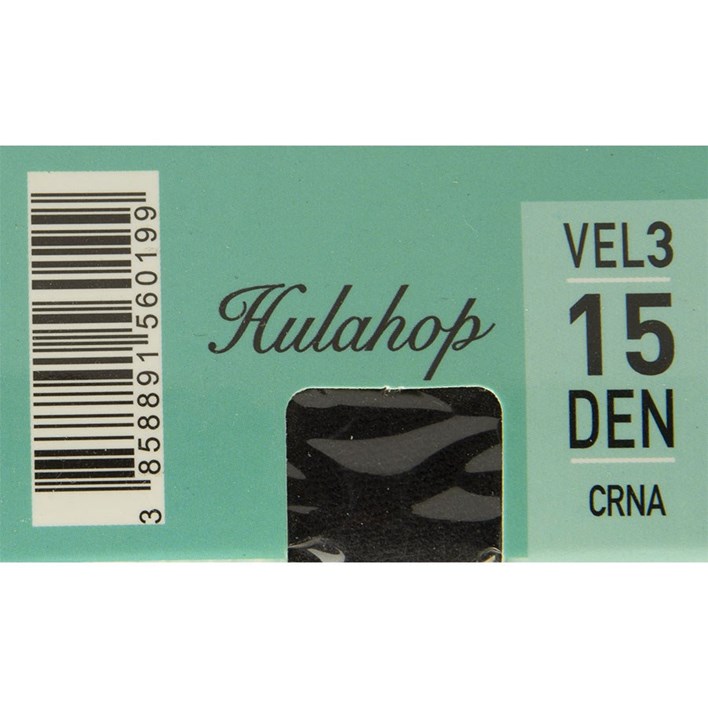 3 858891 560199
Hulahop
VEL3
15
DEN
CRNA